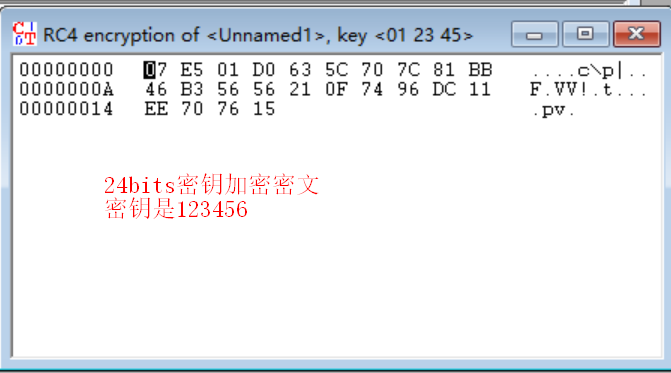 RC4 encryption of <Unnamed1>, key <01 23 45>
00000000 07 E5 01 D0 63 5C 70 7C 81 BB ....c\p|..
0000000A 46 B3 56 56 21 0F 74 96 DC 11 F.VV!.t...
00000014 EE 70 76 15 .pv.
24bits密钥加密密文
密钥是123456